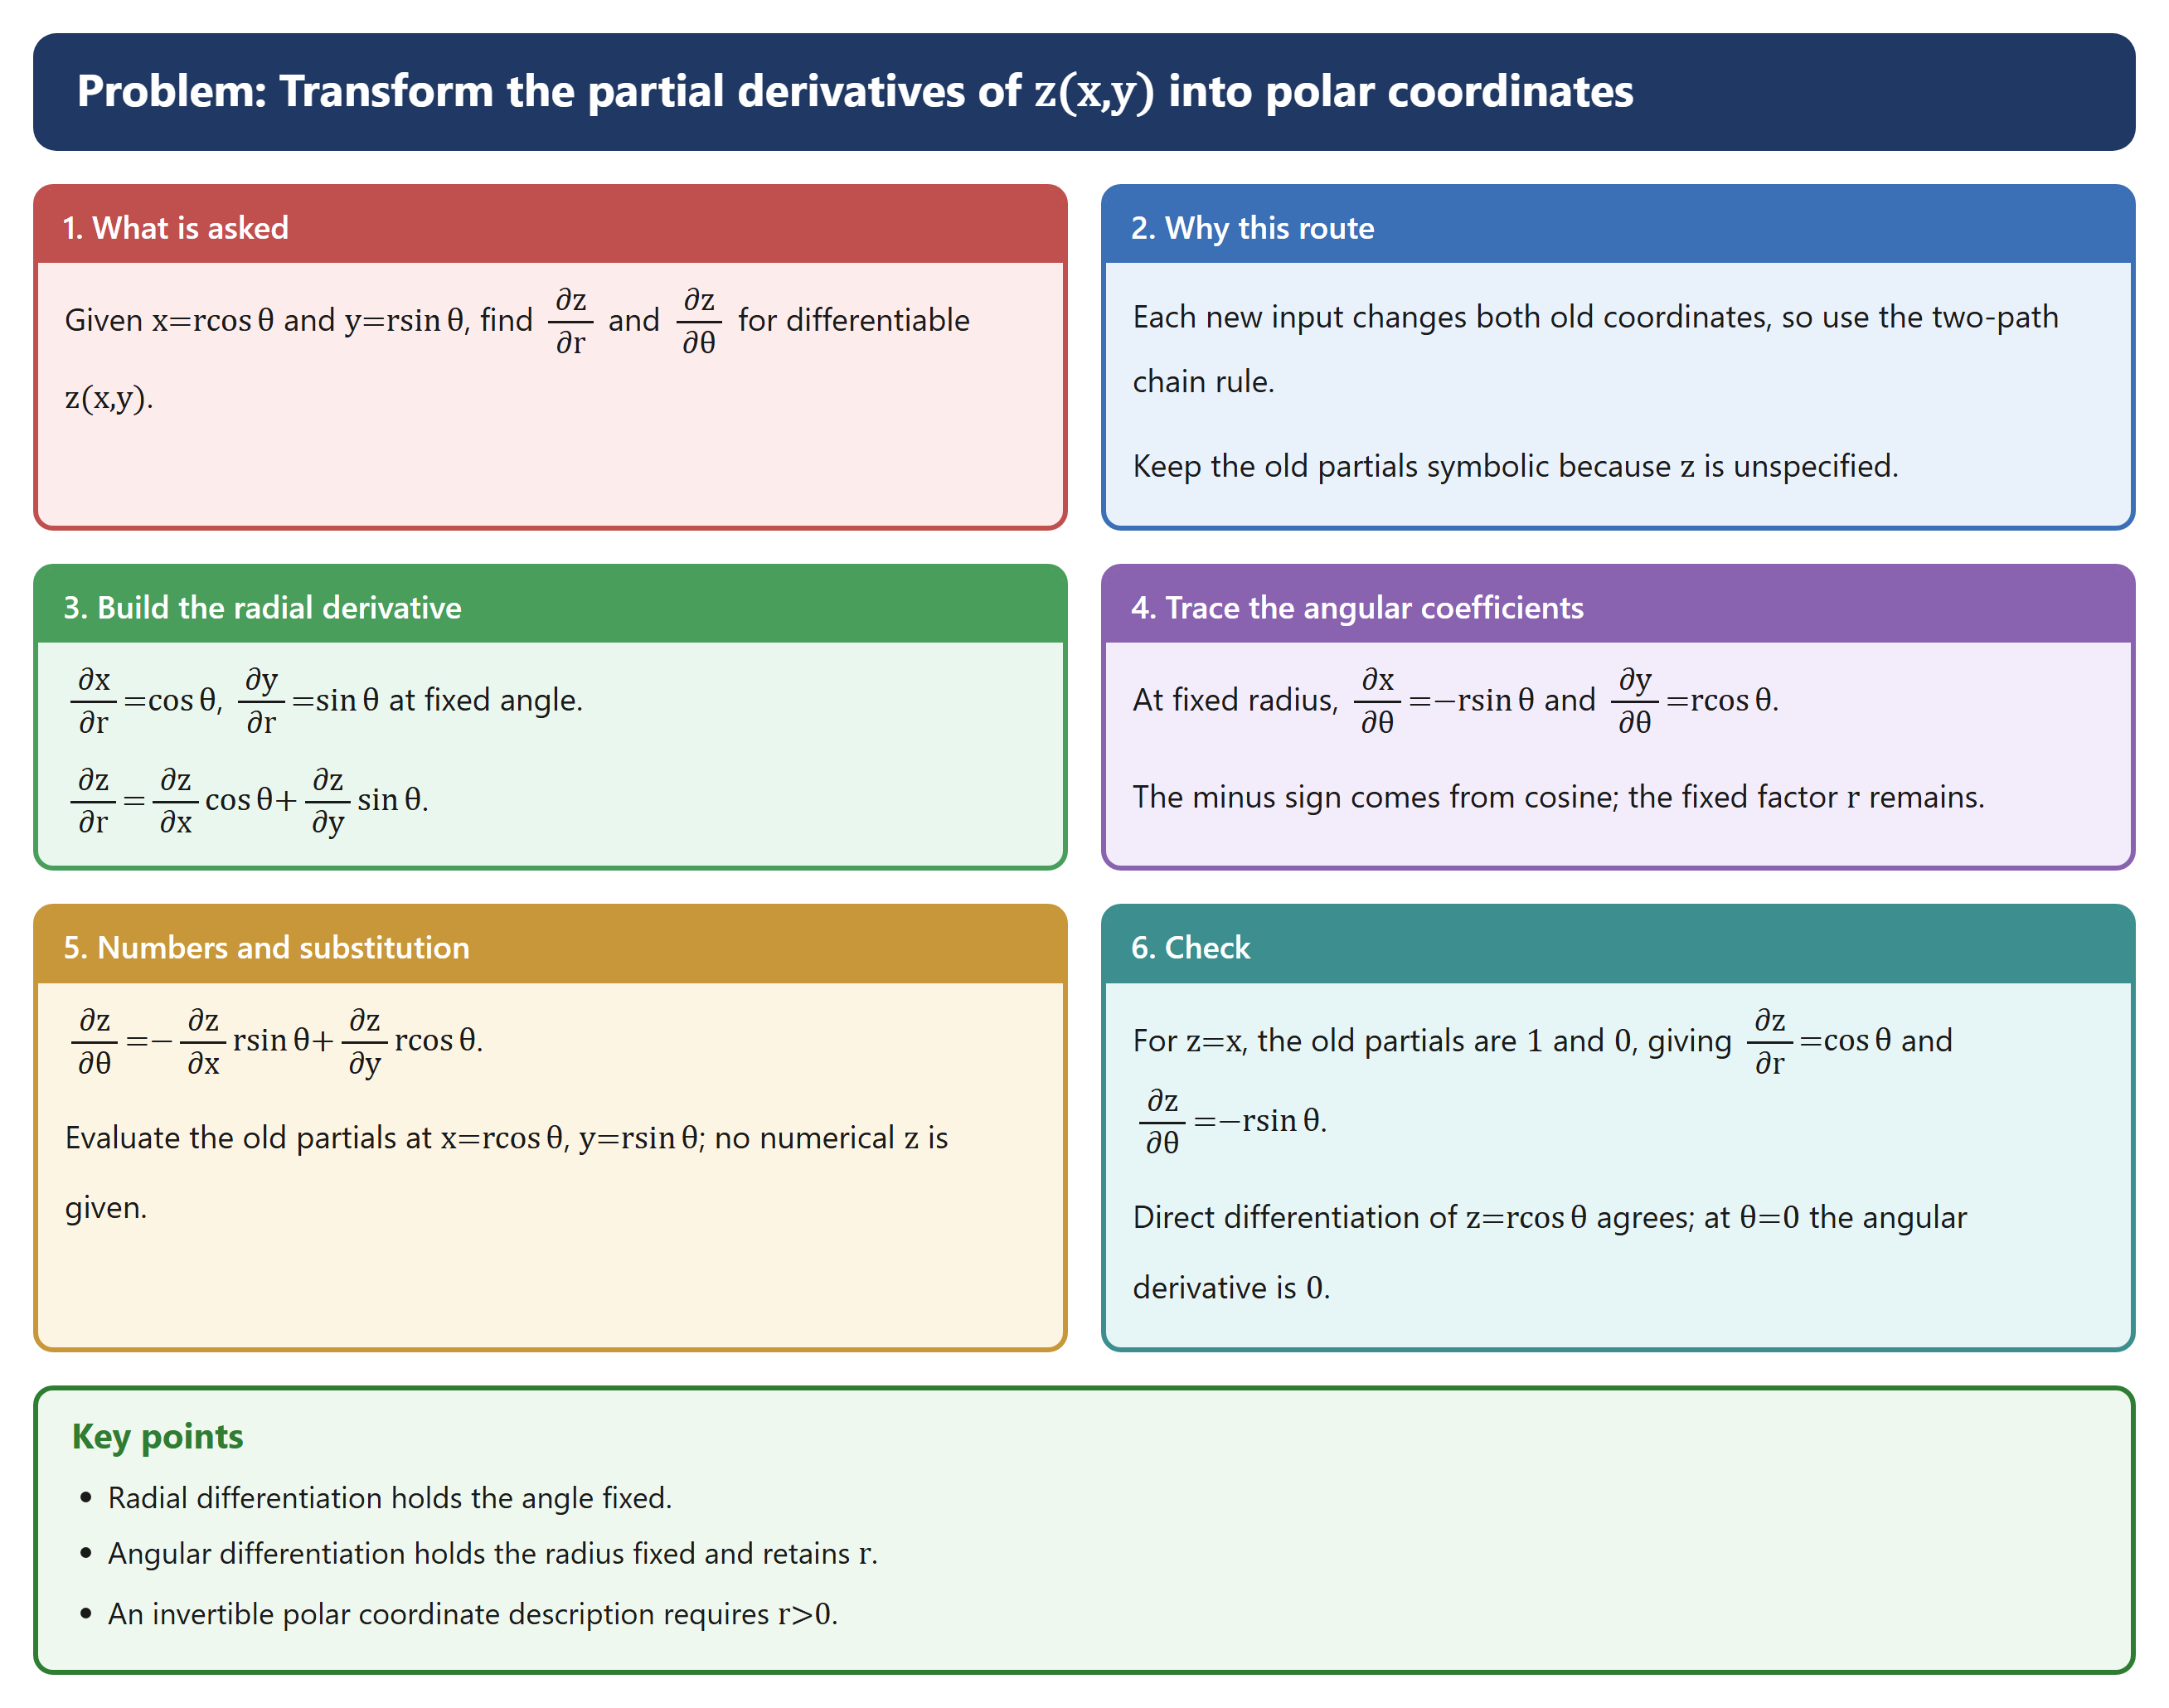 Problem: Transform the partial derivatives of z(x,y) into polar coordinates
1. What is asked
Given x=rcos θ and y=rsin θ, find ∂z/∂r and ∂z/∂θ for differentiable
z(x,y).
2. Why this route
Each new input changes both old coordinates, so use the two-path
chain rule.
Keep the old partials symbolic because z is unspecified.
3. Build the radial derivative
∂x/∂r=cos θ, ∂y/∂r=sin θ at fixed angle.
∂z/∂r=∂z/∂x cos θ+∂z/∂y sin θ.
4. Trace the angular coefficients
At fixed radius, ∂x/∂θ=−rsin θ and ∂y/∂θ=rcos θ.
The minus sign comes from cosine; the fixed factor r remains.
5. Numbers and substitution
∂z/∂θ=−∂z/∂x rsin θ+∂z/∂y rcos θ.
Evaluate the old partials at x=rcos θ, y=rsin θ; no numerical z is
given.
6. Check
For z=x, the old partials are 1 and 0, giving ∂z/∂r=cos θ and
∂z/∂θ=−rsin θ.
Direct differentiation of z=rcos θ agrees; at θ=0 the angular
derivative is 0.
Key points
• Radial differentiation holds the angle fixed.
• Angular differentiation holds the radius fixed and retains r.
• An invertible polar coordinate description requires r>0.